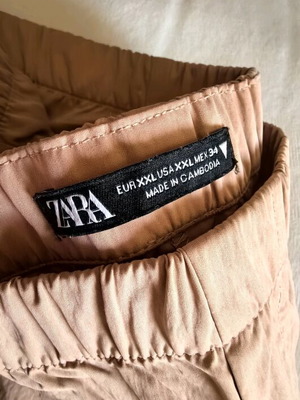 ZARA
EUR XXL USA XXL MEX 34
MADE IN CAMBODIA